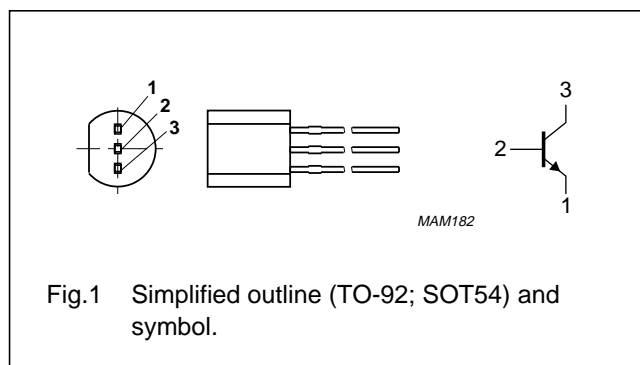 1
2
3
3
2
1
MAM182
Fig.1 Simplified outline (TO-92; SOT54) and
symbol.